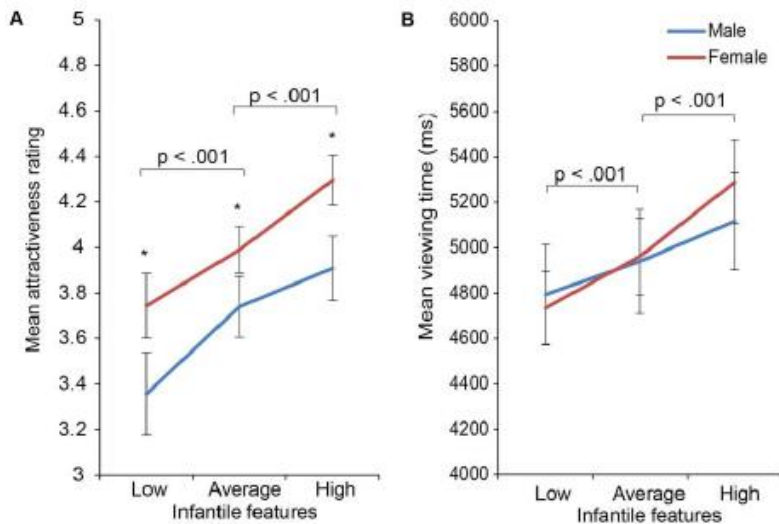 A
5
4.8
4.6
4.4
4.2
4
3.8
3.6
3.4
3.2
3
Mean attractiveness rating
p < .001
p < .001
*
*
*
Low Average High
Infantile features
B
6000
5800
5600
5400
5200
5000
4800
4600
4400
4200
4000
Mean viewing time (ms)
Male
Female
p < .001
p < .001
Low Average High
Infantile features